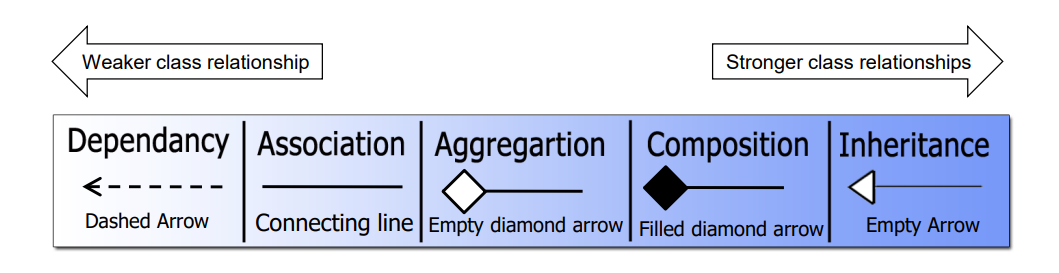 Weaker class relationship
Stronger class relationships
Dependancy
Association
Aggregartion
Composition
Inheritance
Dashed Arrow
Connecting line
Empty diamond arrow
Filled diamond arrow
Empty Arrow